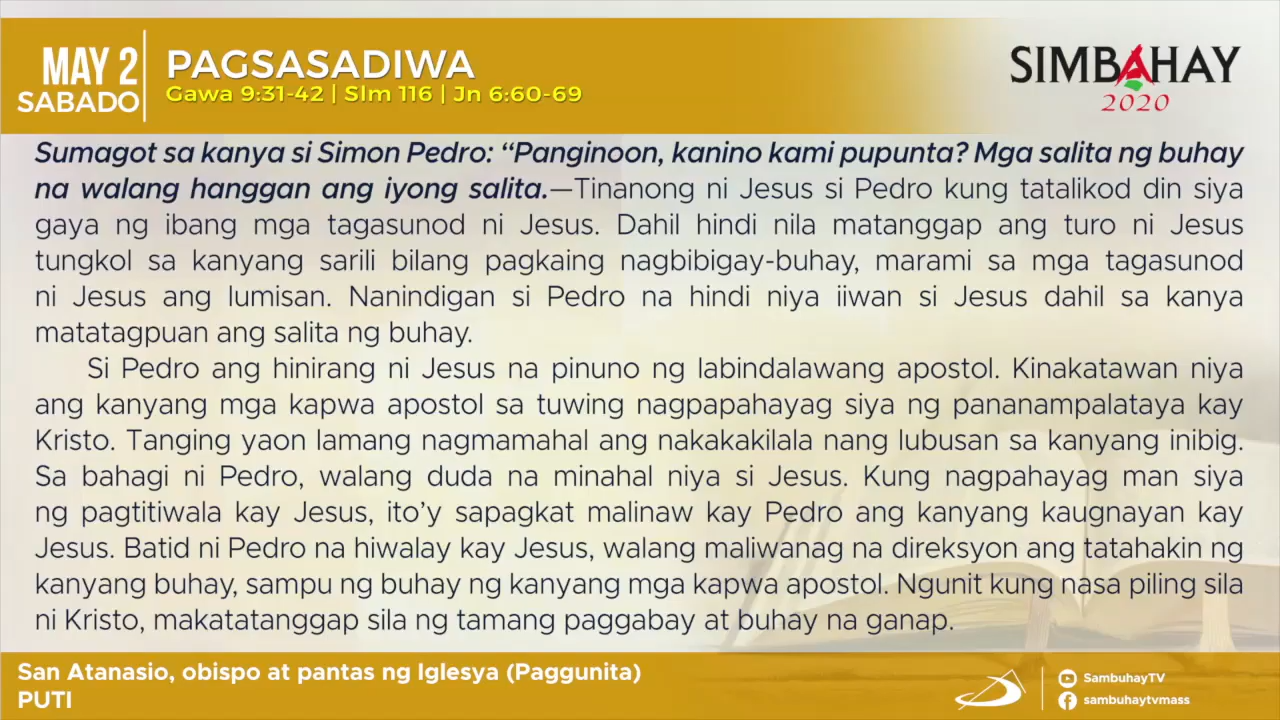 MAY 2
SABADO
PAGSASADIWA
Gawa 9:31-42 | Slm 116 | Jn 6:60-69
SIMBAHAY
2020
Sumagot sa kanya si Simon Pedro: “Panginoon, kanino kami pupunta? Mga salita ng buhay
na walang hanggan ang iyong salita.—Tinanong ni Jesus si Pedro kung tatalikod din siya
gaya ng ibang mga tagasunod ni Jesus. Dahil hindi nila matanggap ang turo ni Jesus
tungkol sa kanyang sarili bilang pagkaing nagbibigay-buhay, marami sa mga tagasunod
ni Jesus ang lumisan. Nanindigan si Pedro na hindi niya iiwan si Jesus dahil sa kanya
matatagpuan ang salita ng buhay.
Si Pedro ang hinirang ni Jesus na pinuno ng labindalawang apostol. Kinakatawan niya
ang kanyang mga kapwa apostol sa tuwing nagpapahayag siya ng pananampalataya kay
Kristo. Tanging yaon lamang nagmamahal ang nakakakilala nang lubusan sa kanyang inibig.
Sa bahagi ni Pedro, walang duda na minahal niya si Jesus. Kung nagpahayag man siya
ng pagtitiwala kay Jesus, ito’y sapagkat malinaw kay Pedro ang kanyang kaugnayan kay
Jesus. Batid ni Pedro na hiwalay kay Jesus, walang maliwanag na direksyon ang tatahakin ng
kanyang buhay, sampu ng buhay ng kanyang mga kapwa apostol. Ngunit kung nasa piling sila
ni Kristo, makatatanggap sila ng tamang paggabay at buhay na ganap.
San Atanasio, obispo at pantas ng Iglesya (Paggunita)
PUTI
SambuhayTV
sambuhaytvmass